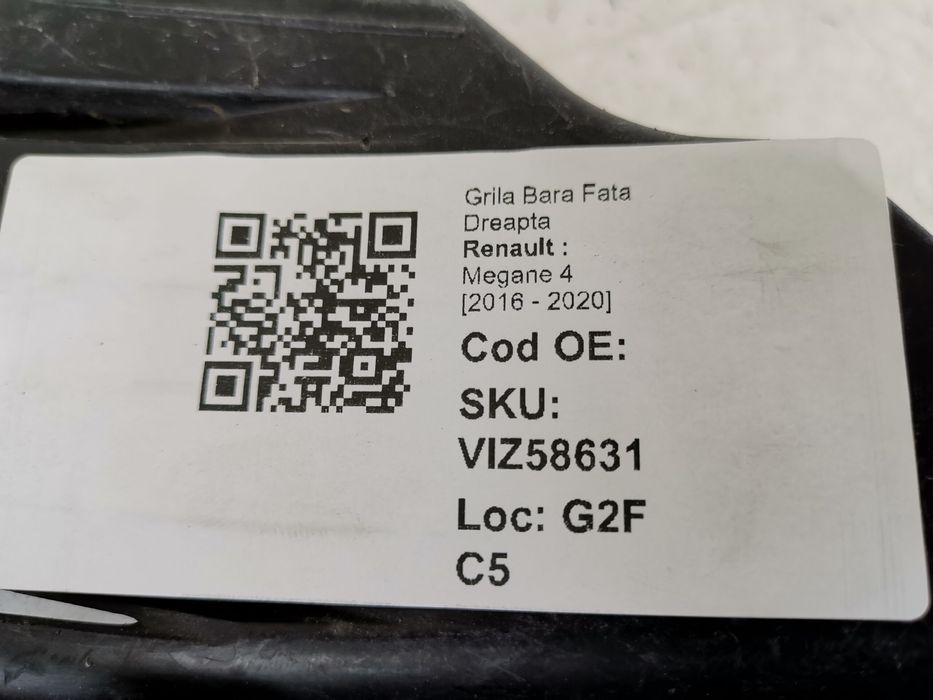 Grila Bara Fata
Dreapta
Renault :
Megane 4
[2016 - 2020]
Cod OE:
SKU:
VIZ58631
Loc: G2F
C5